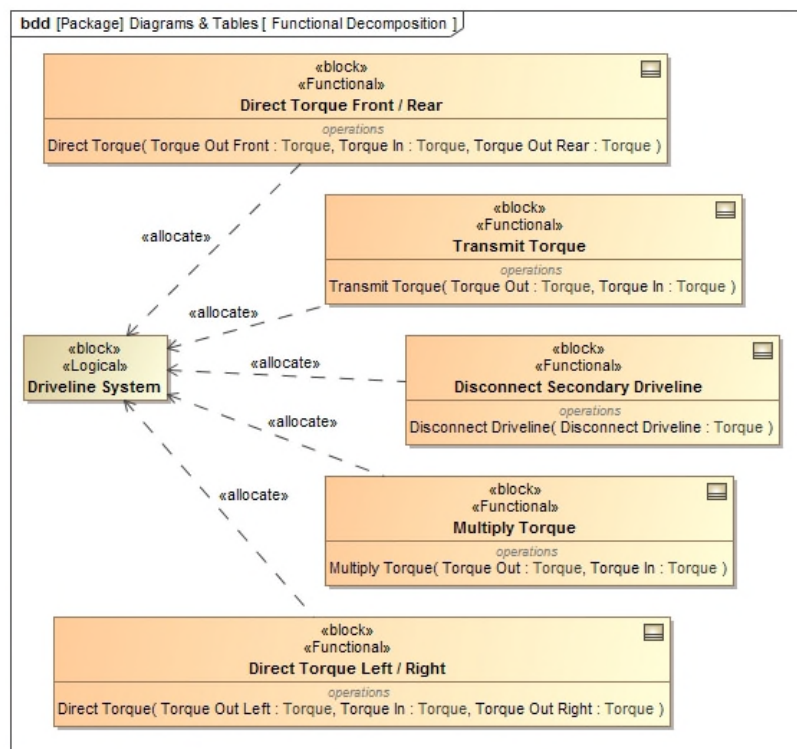 bdd [Package] Diagrams & Tables [ Functional Decomposition ]
«block»
«Functional»
Direct Torque Front / Rear
operations
Direct Torque( Torque Out Front : Torque, Torque In : Torque, Torque Out Rear : Torque )
«allocate»
«block»
«Functional»
Transmit Torque
operations
Transmit Torque( Torque Out : Torque, Torque In : Torque )
«allocate»
«block»
«Logical»
Driveline System
«allocate»
«block»
«Functional»
Disconnect Secondary Driveline
operations
Disconnect Driveline( Disconnect Driveline : Torque )
«allocate»
«block»
«Functional»
Multiply Torque
operations
Multiply Torque( Torque Out : Torque, Torque In : Torque )
«allocate»
«block»
«Functional»
Direct Torque Left / Right
operations
Direct Torque( Torque Out Left : Torque, Torque In : Torque, Torque Out Right : Torque )